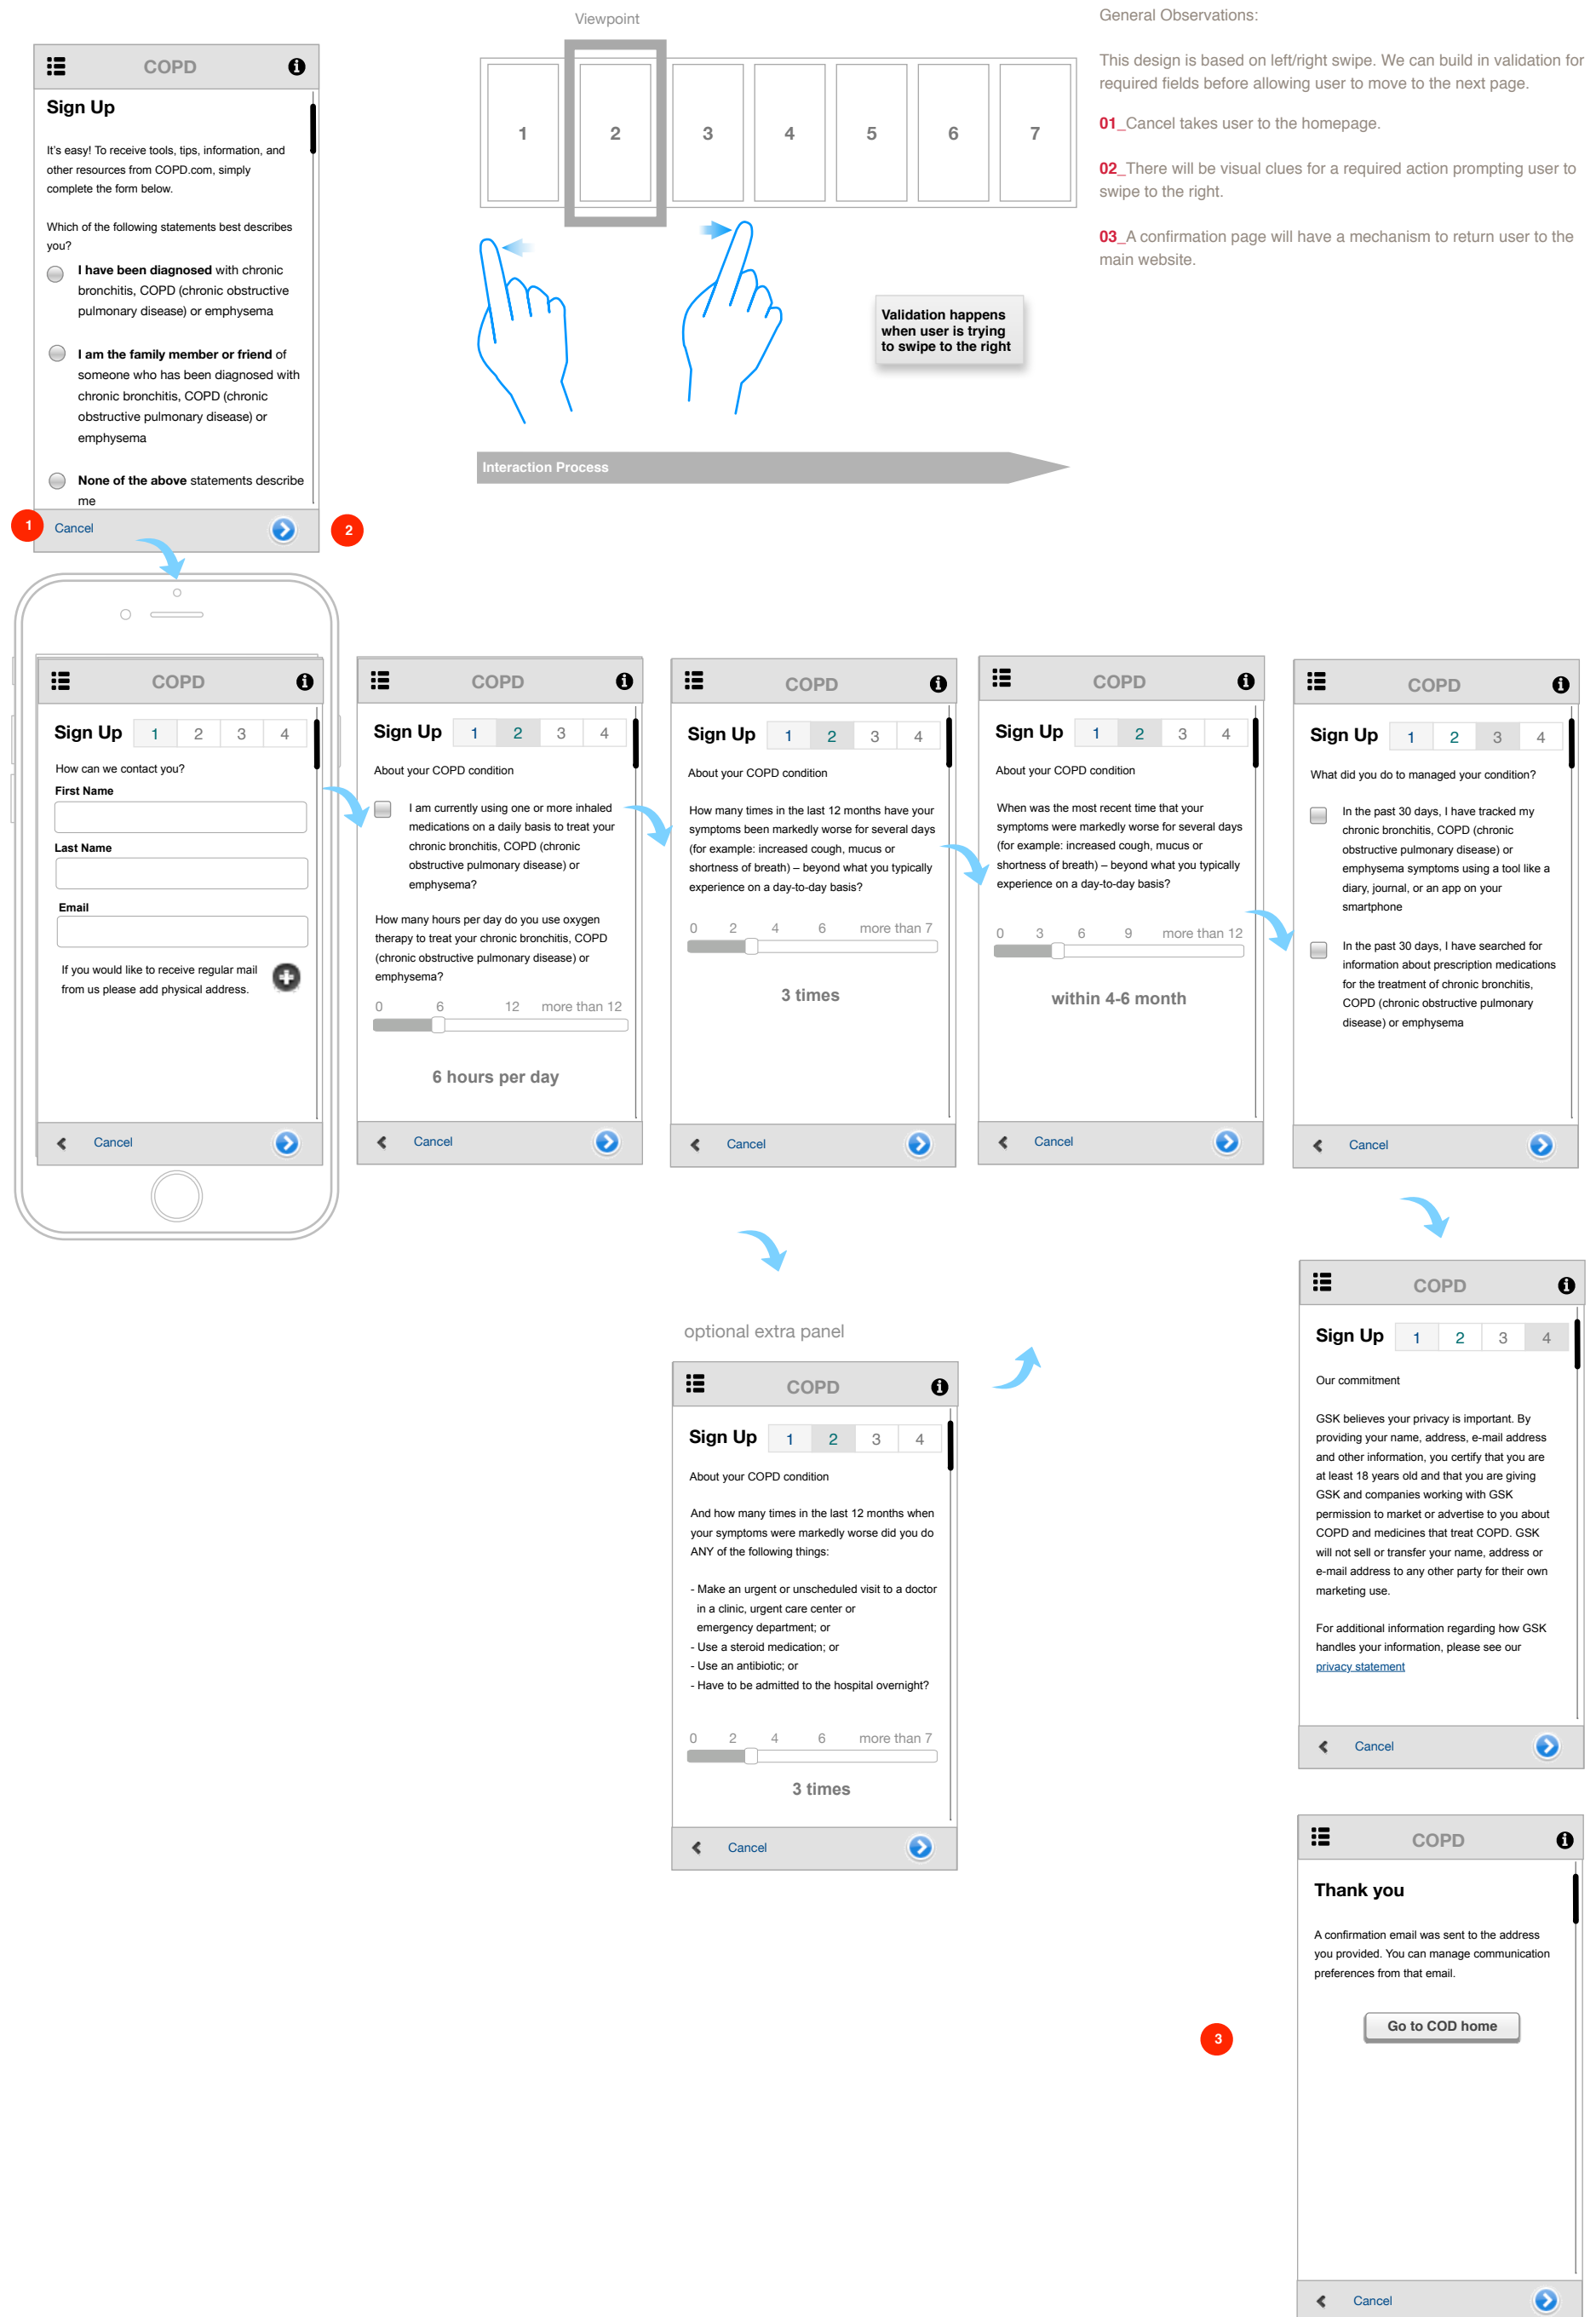 Viewpoint
1
2
3
4
5
6
7
Validation happens
when user is trying
to swipe to the right
Interaction Process
General Observations:
This design is based on left/right swipe. We can build in validation for
required fields before allowing user to move to the next page.
01_Cancel takes user to the homepage.
02_There will be visual clues for a required action prompting user to
swipe to the right.
03_A confirmation page will have a mechanism to return user to the
main website.
COPD
Sign Up
It's easy! To receive tools, tips, information, and
other resources from COPD.com, simply
complete the form below.
Which of the following statements best describes
you?
I have been diagnosed with chronic
bronchitis, COPD (chronic obstructive
pulmonary disease) or emphysema
I am the family member or friend of
someone who has been diagnosed with
chronic bronchitis, COPD (chronic
obstructive pulmonary disease) or
emphysema
None of the above statements describe
me
1
Cancel
2
COPD
Sign Up 1 2 3 4
How can we contact you?
First Name
Last Name
Email
If you would like to receive regular mail
from us please add physical address.
Cancel
COPD
Sign Up 1 2 3 4
About your COPD condition
I am currently using one or more inhaled
medications on a daily basis to treat your
chronic bronchitis, COPD (chronic
obstructive pulmonary disease) or
emphysema?
How many hours per day do you use oxygen
therapy to treat your chronic bronchitis, COPD
(chronic obstructive pulmonary disease) or
emphysema?
0 6 12 more than 12
6 hours per day
Cancel
COPD
Sign Up 1 2 3 4
About your COPD condition
How many times in the last 12 months have your
symptoms been markedly worse for several days
(for example: increased cough, mucus or
shortness of breath) – beyond what you typically
experience on a day-to-day basis?
0 2 4 6 more than 7
3 times
Cancel
COPD
Sign Up 1 2 3 4
About your COPD condition
When was the most recent time that your
symptoms were markedly worse for several days
(for example: increased cough, mucus or
shortness of breath) – beyond what you typically
experience on a day-to-day basis?
0 3 6 9 more than 12
within 4-6 month
Cancel
COPD
Sign Up 1 2 3 4
What did you do to managed your condition?
In the past 30 days, I have tracked my
chronic bronchitis, COPD (chronic
obstructive pulmonary disease) or
emphysema symptoms using a tool like a
diary, journal, or an app on your
smartphone
In the past 30 days, I have searched for
information about prescription medications
for the treatment of chronic bronchitis,
COPD (chronic obstructive pulmonary
disease) or emphysema
Cancel
optional extra panel
COPD
Sign Up 1 2 3 4
About your COPD condition
And how many times in the last 12 months when
your symptoms were markedly worse did you do
ANY of the following things:
- Make an urgent or unscheduled visit to a doctor
in a clinic, urgent care center or
emergency department; or
- Use a steroid medication; or
- Use an antibiotic; or
- Have to be admitted to the hospital overnight?
0 2 4 6 more than 7
3 times
Cancel
COPD
Sign Up 1 2 3 4
Our commitment
GSK believes your privacy is important. By
providing your name, address, e-mail address
and other information, you certify that you are
at least 18 years old and that you are giving
GSK and companies working with GSK
permission to market or advertise to you about
COPD and medicines that treat COPD. GSK
will not sell or transfer your name, address or
e-mail address to any other party for their own
marketing use.
For additional information regarding how GSK
handles your information, please see our
privacy statement
Cancel
COPD
Thank you
A confirmation email was sent to the address
you provided. You can manage communication
preferences from that email.
Go to COD home
3
Cancel